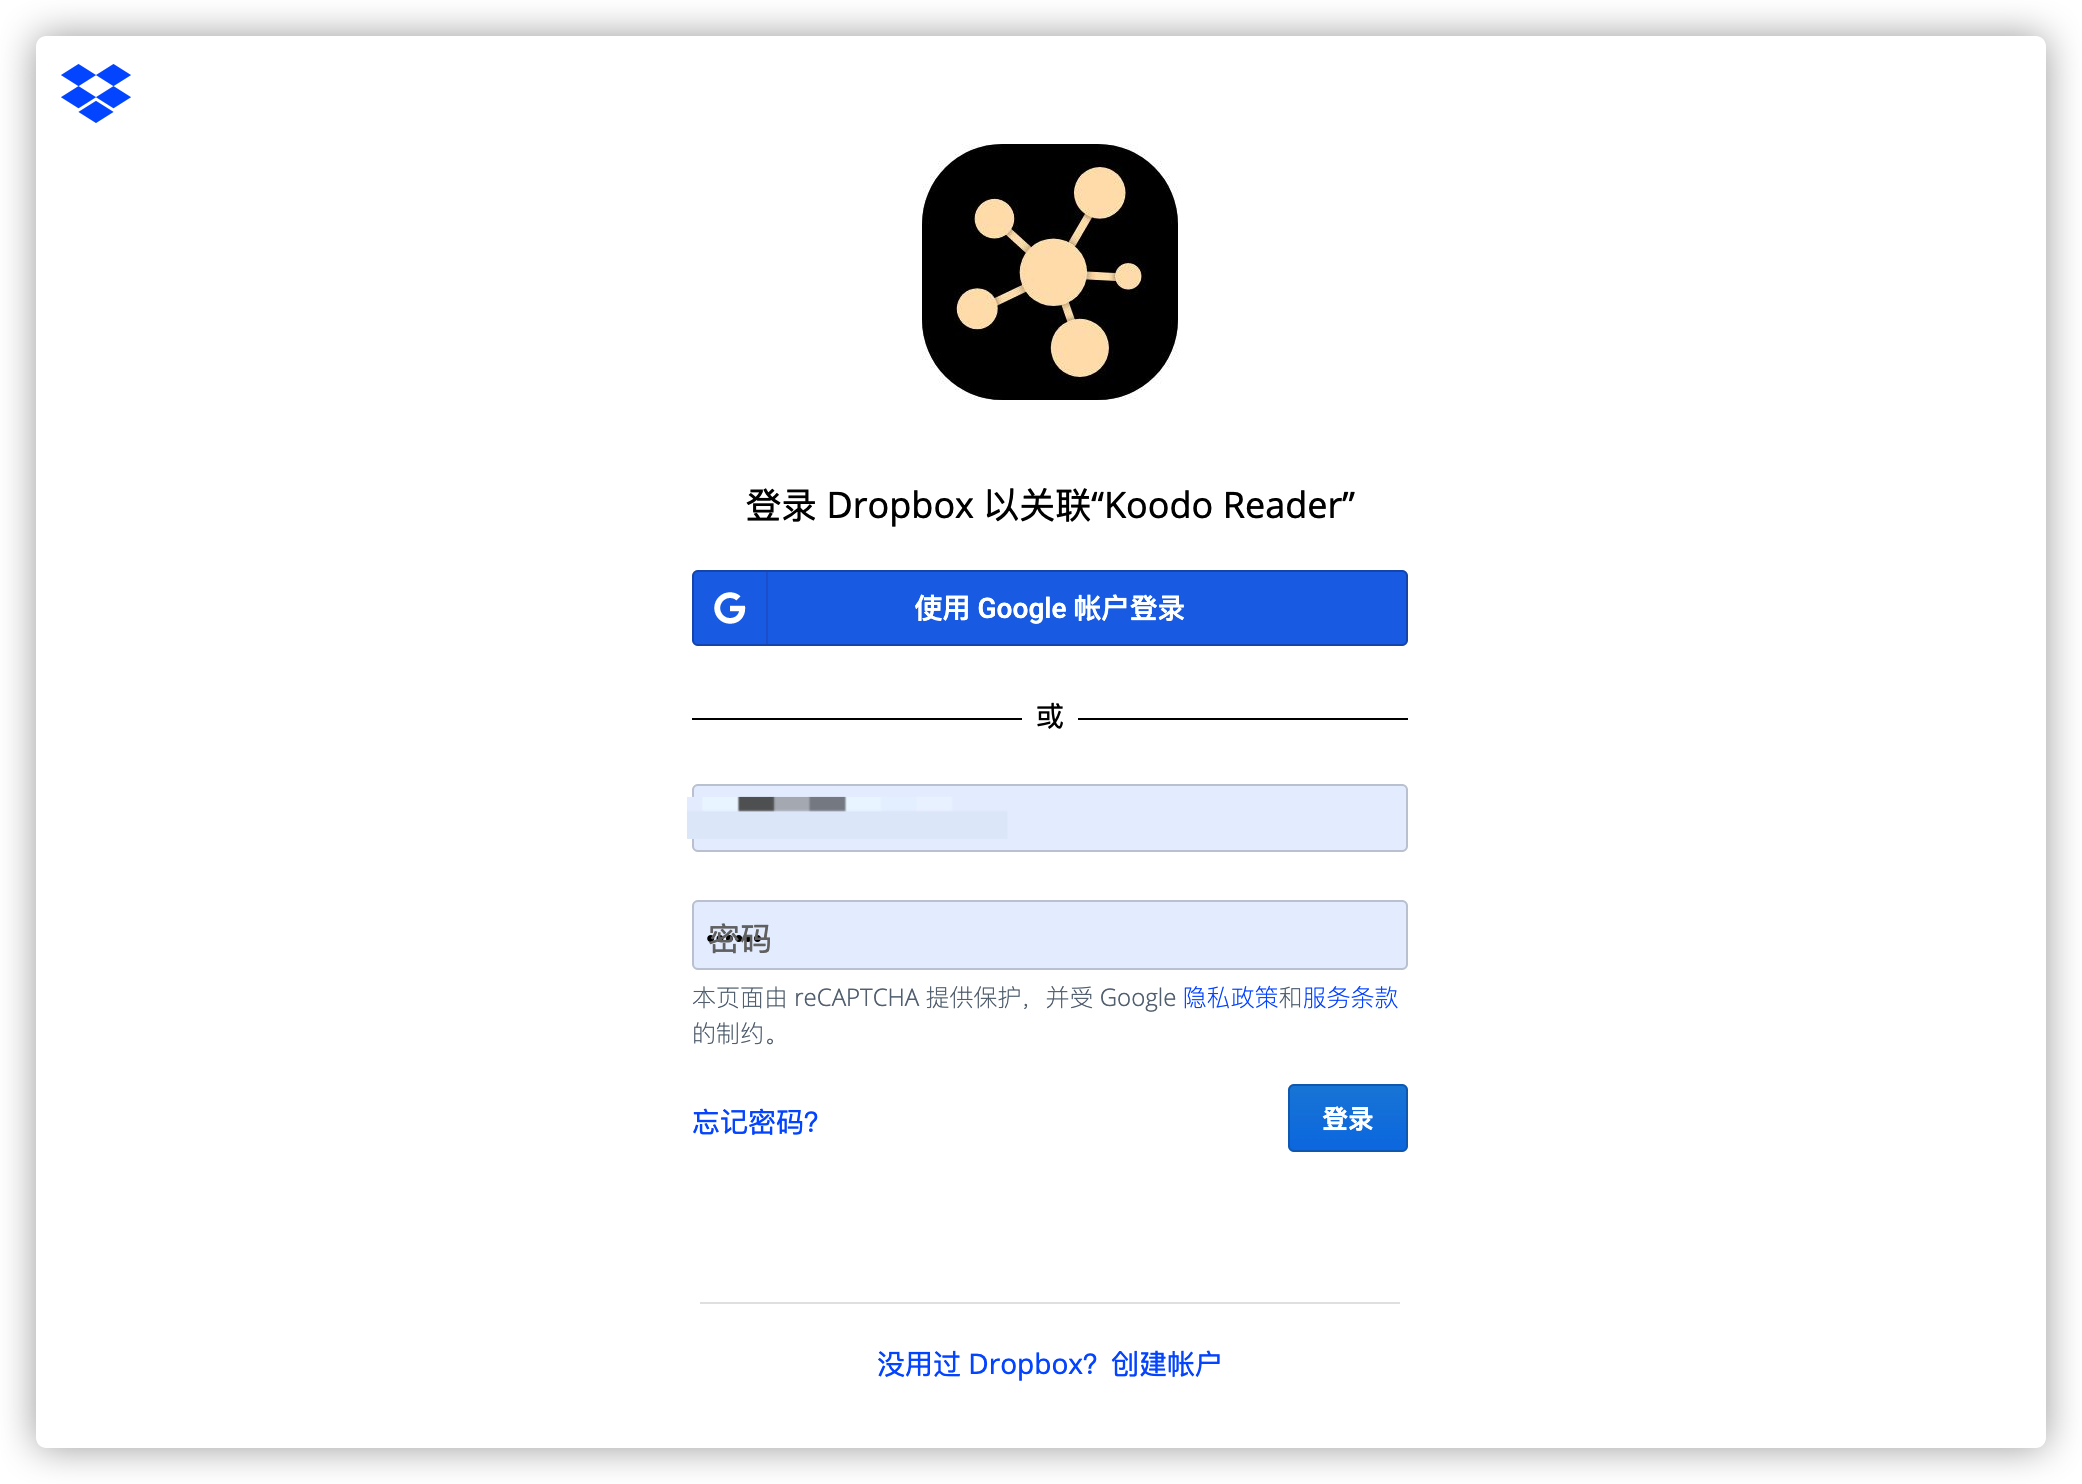 登录 Dropbox 以关联“Koodo Reader”
使用 Google 帐户登录
或
密码
本页面由 reCAPTCHA 提供保护，并受 Google 隐私政策和服务条款
的制约。
忘记密码?
登录
没用过 Dropbox? 创建帐户